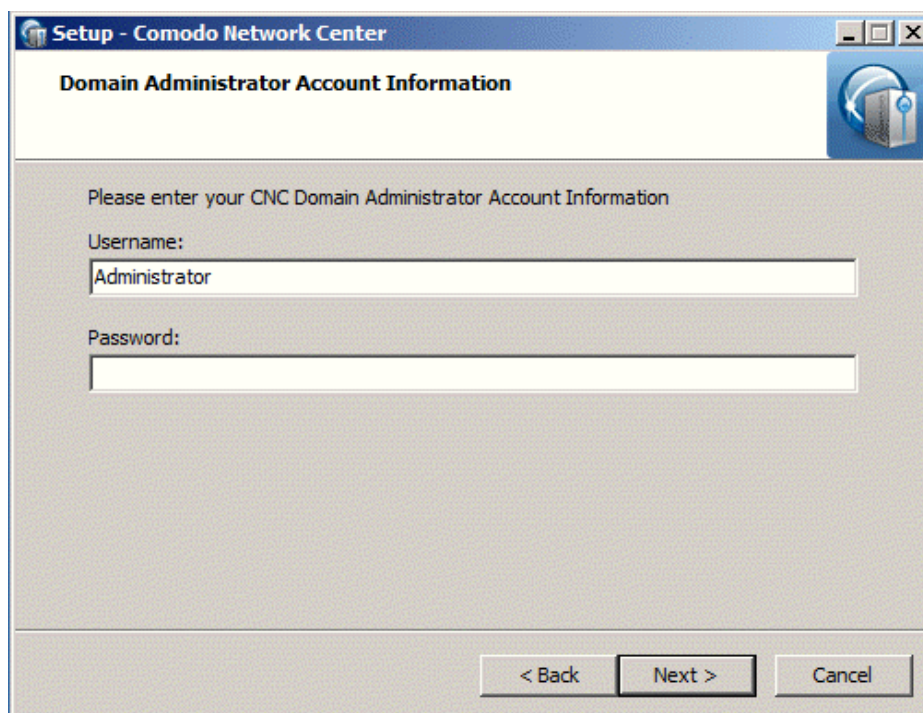 Setup - Comodo Network Center
Domain Administrator Account Information
Please enter your CNC Domain Administrator Account Information
Username:
Administrator
Password:
< Back Next > Cancel